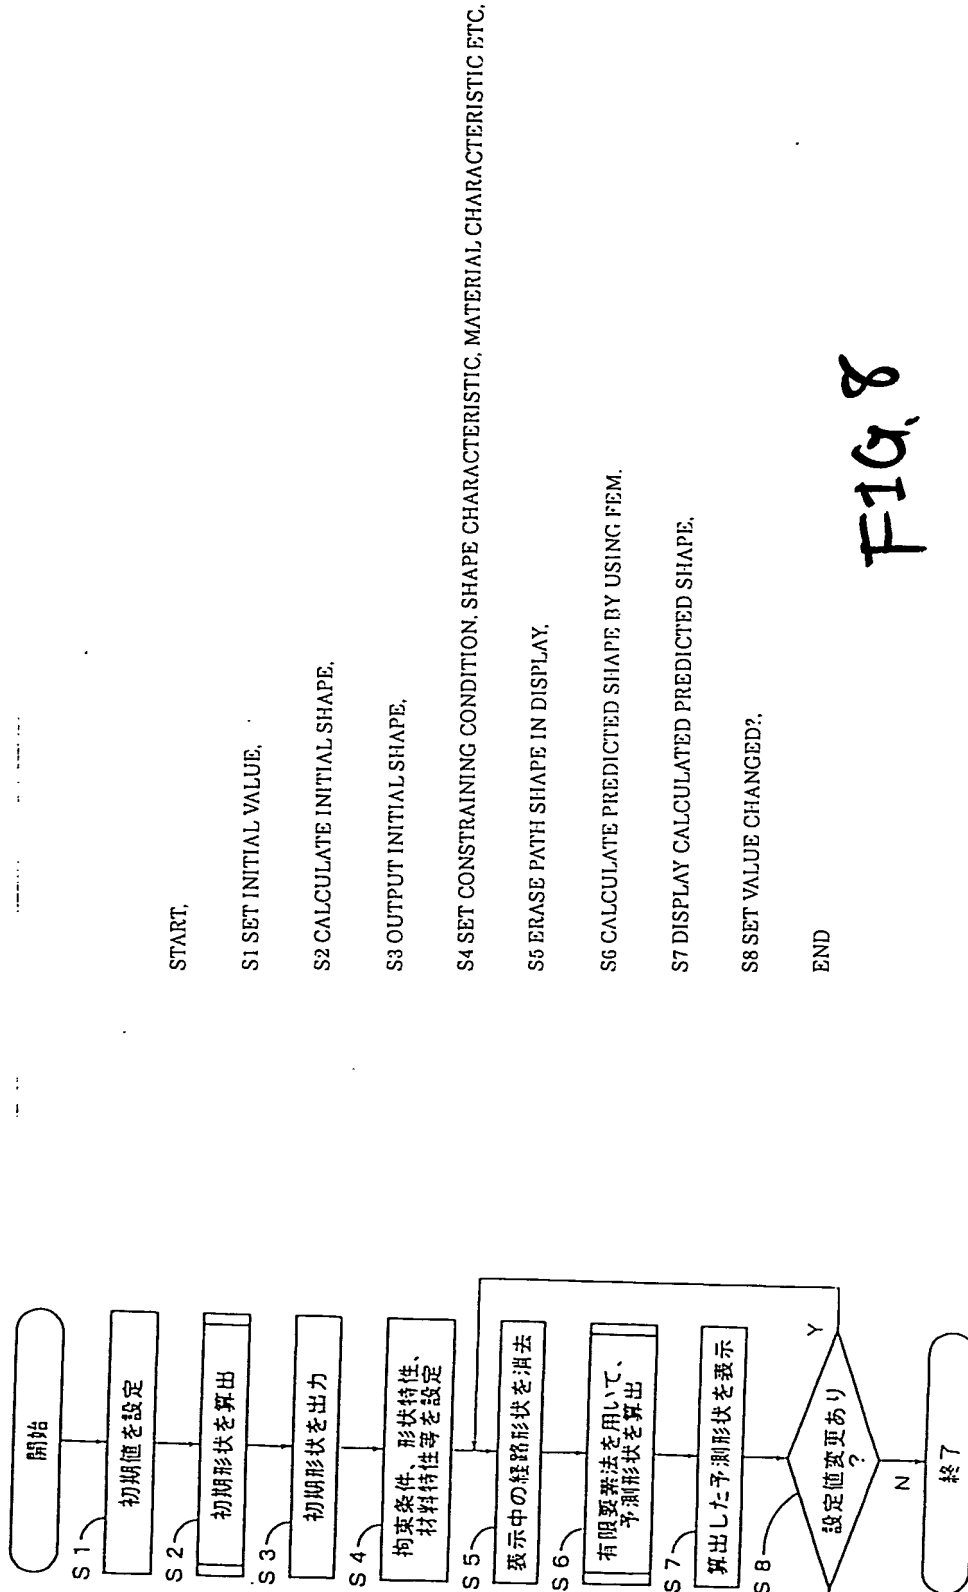 開始
S1
初期値を設定
S2
初期形状を算出
S3
初期形状を出力
S4
拘束条件、形状特性、
材料特性等を設定
S5
表示中の経路形状を消去
S6
有限要素法を用いて、
予測形状を算出
S7
算出した予測形状を表示
S8
設定値変更あり
?
Y
N
終了
START,
S1 SET INITIAL VALUE,
S2 CALCULATE INITIAL SHAPE,
S3 OUTPUT INITIAL SHAPE,
S4 SET CONSTRAINING CONDITION, SHAPE CHARACTERISTIC, MATERIAL CHARACTERISTIC ETC,
S5 ERASE PATH SHAPE IN DISPLAY,
S6 CALCULATE PREDICTED SHAPE BY USING FEM.
S7 DISPLAY CALCULATED PREDICTED SHAPE,
S8 SET VALUE CHANGED?,
END
FIG. 8